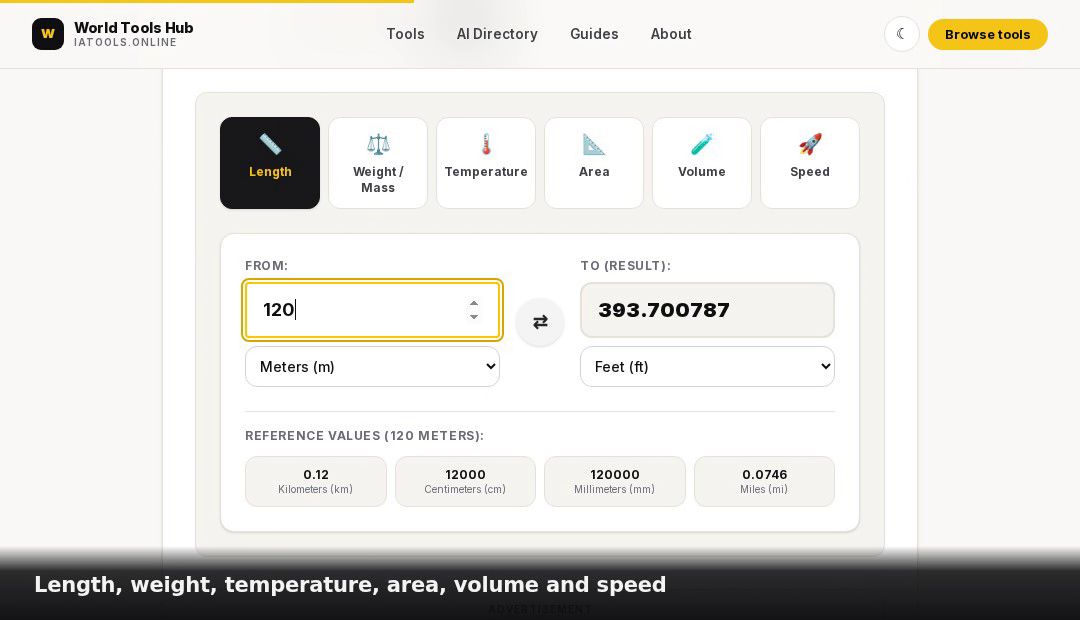 W
World Tools Hub
IATOOLS.ONLINE
Tools
AI Directory
Guides
About
Browse tools
Length
Weight /
Mass
Temperature
Area
Volume
Speed
FROM:
TO (RESULT):
120
393.700787
Meters (m)
Feet (ft)
REFERENCE VALUES (120 METERS):
0.12
Kilometers (km)
12000
Centimeters (cm)
120000
Millimeters (mm)
0.0746
Miles (mi)
Length, weight, temperature, area, volume and speed
ADVERTISEMENT